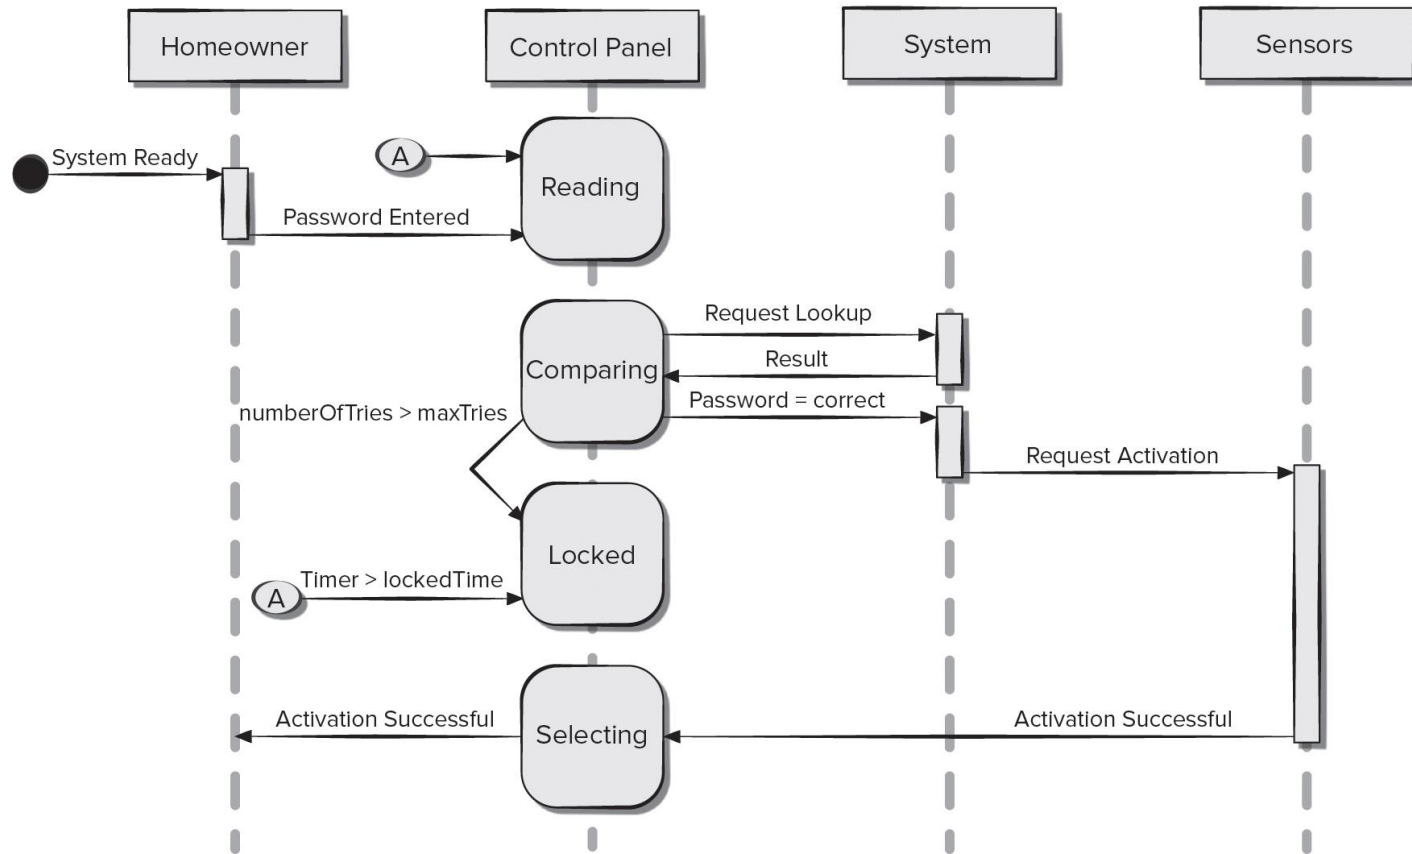 Homeowner
Control Panel
System
Sensors
System Ready
A
Reading
Password Entered
Request Lookup
Comparing
Result
Password = correct
numberOfTries > maxTries
Request Activation
Locked
A
Timer > lockedTime
Activation Successful
Selecting
Activation Successful